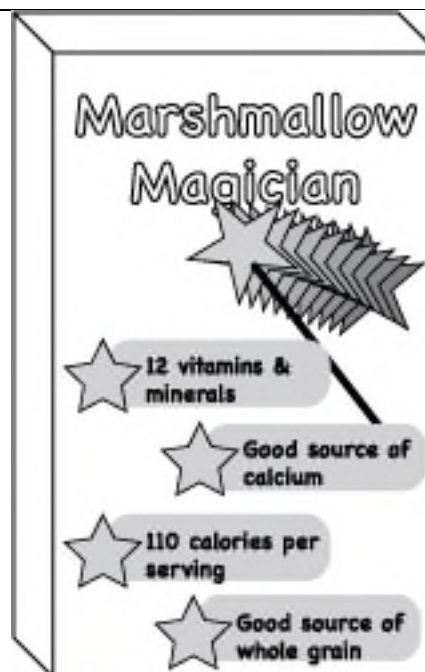 Marshmallow
Magician
12 vitamins &
minerals
Good source of
calcium
110 calories per
serving
Good source of
whole grain